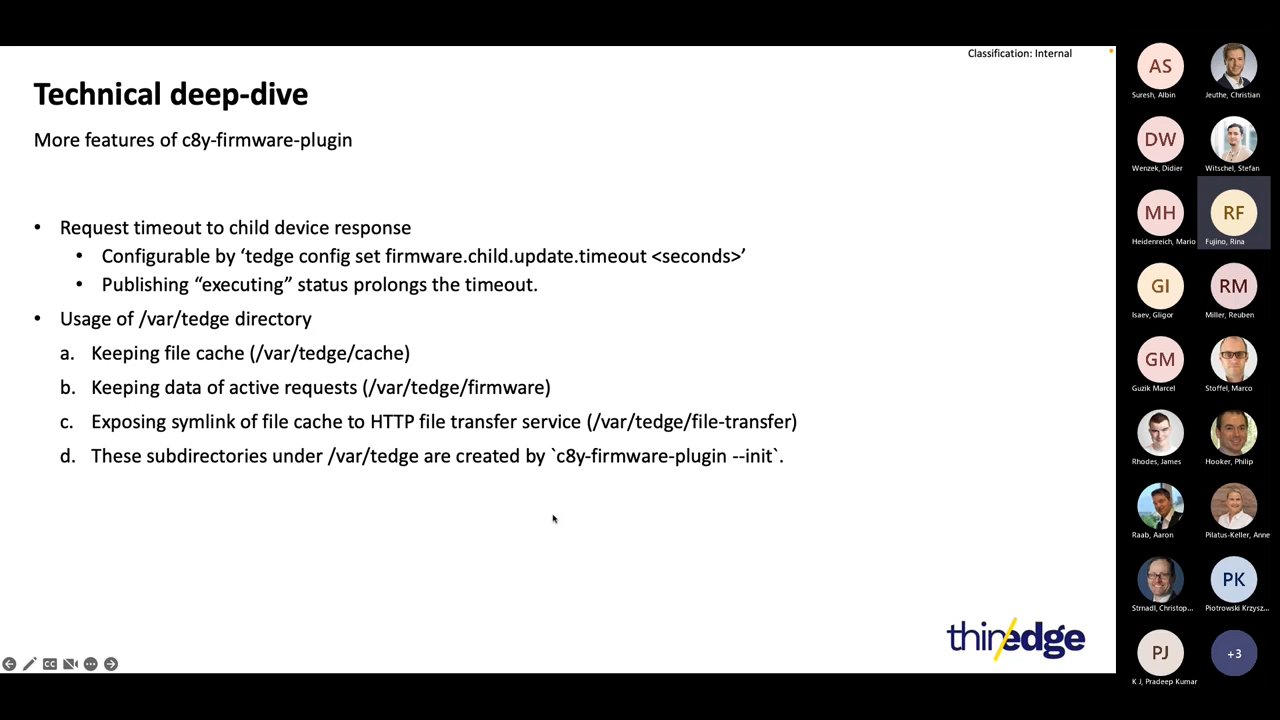 Classification: Internal
Technical deep-dive
More features of c8y-firmware-plugin
• Request timeout to child device response
• Configurable by ‘tedge config set firmware.child.update.timeout <seconds>’
• Publishing “executing” status prolongs the timeout.
• Usage of /var/tedge directory
a. Keeping file cache (/var/tedge/cache)
b. Keeping data of active requests (/var/tedge/firmware)
c. Exposing symlink of file cache to HTTP file transfer service (/var/tedge/file-transfer)
d. These subdirectories under /var/tedge are created by `c8y-firmware-plugin --init`.
thin/edge
CC
AS
Suresh, Albin
Jeuthe, Christian
DW
Wenzek, Didier
Witschel, Stefan
MH
Heidenreich, Mario
RF
Fujino, Rina
GI
Isaev, Gligor
RM
Miller, Reuben
GM
Guzik Marcel
Stoffel, Marco
Rhodes, James
Hooker, Philip
Raab, Aaron
Pilatus-Keller, Anne
Strnadl, Christop...
PK
Piotrowski Krzysz...
PJ
K J, Pradeep Kumar
+3